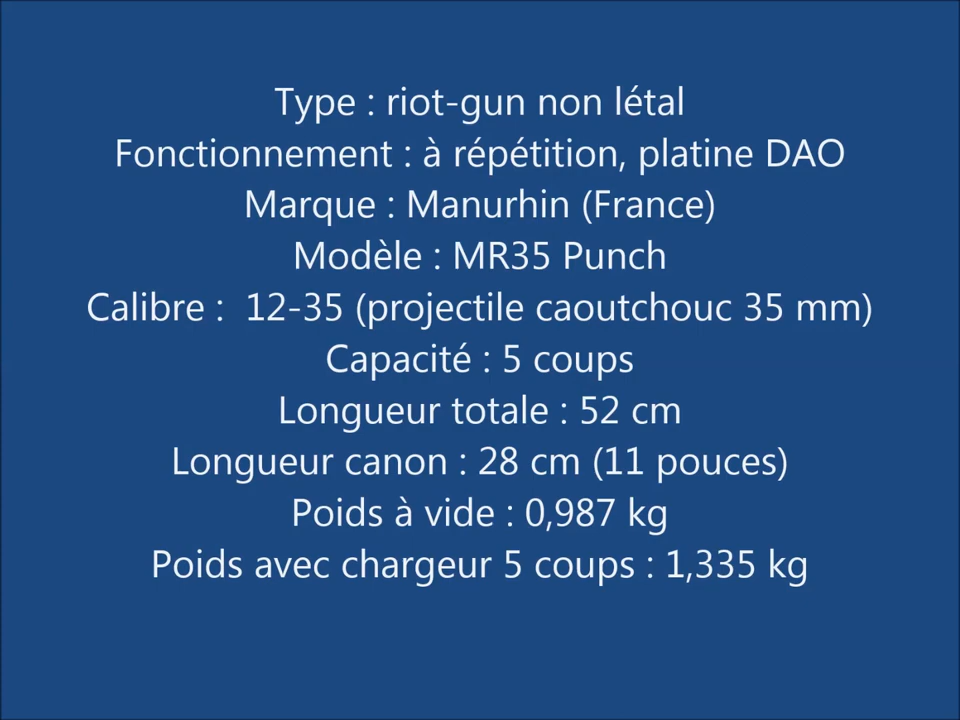 Type : riot-gun non létal
Fonctionnement : à répétition, platine DAO
Marque : Manurhin (France)
Modèle : MR35 Punch
Calibre :  12-35 (projectile caoutchouc 35 mm)
Capacité : 5 coups
Longueur totale : 52 cm
Longueur canon : 28 cm (11 pouces)
Poids à vide : 0,987 kg
Poids avec chargeur 5 coups : 1,335 kg